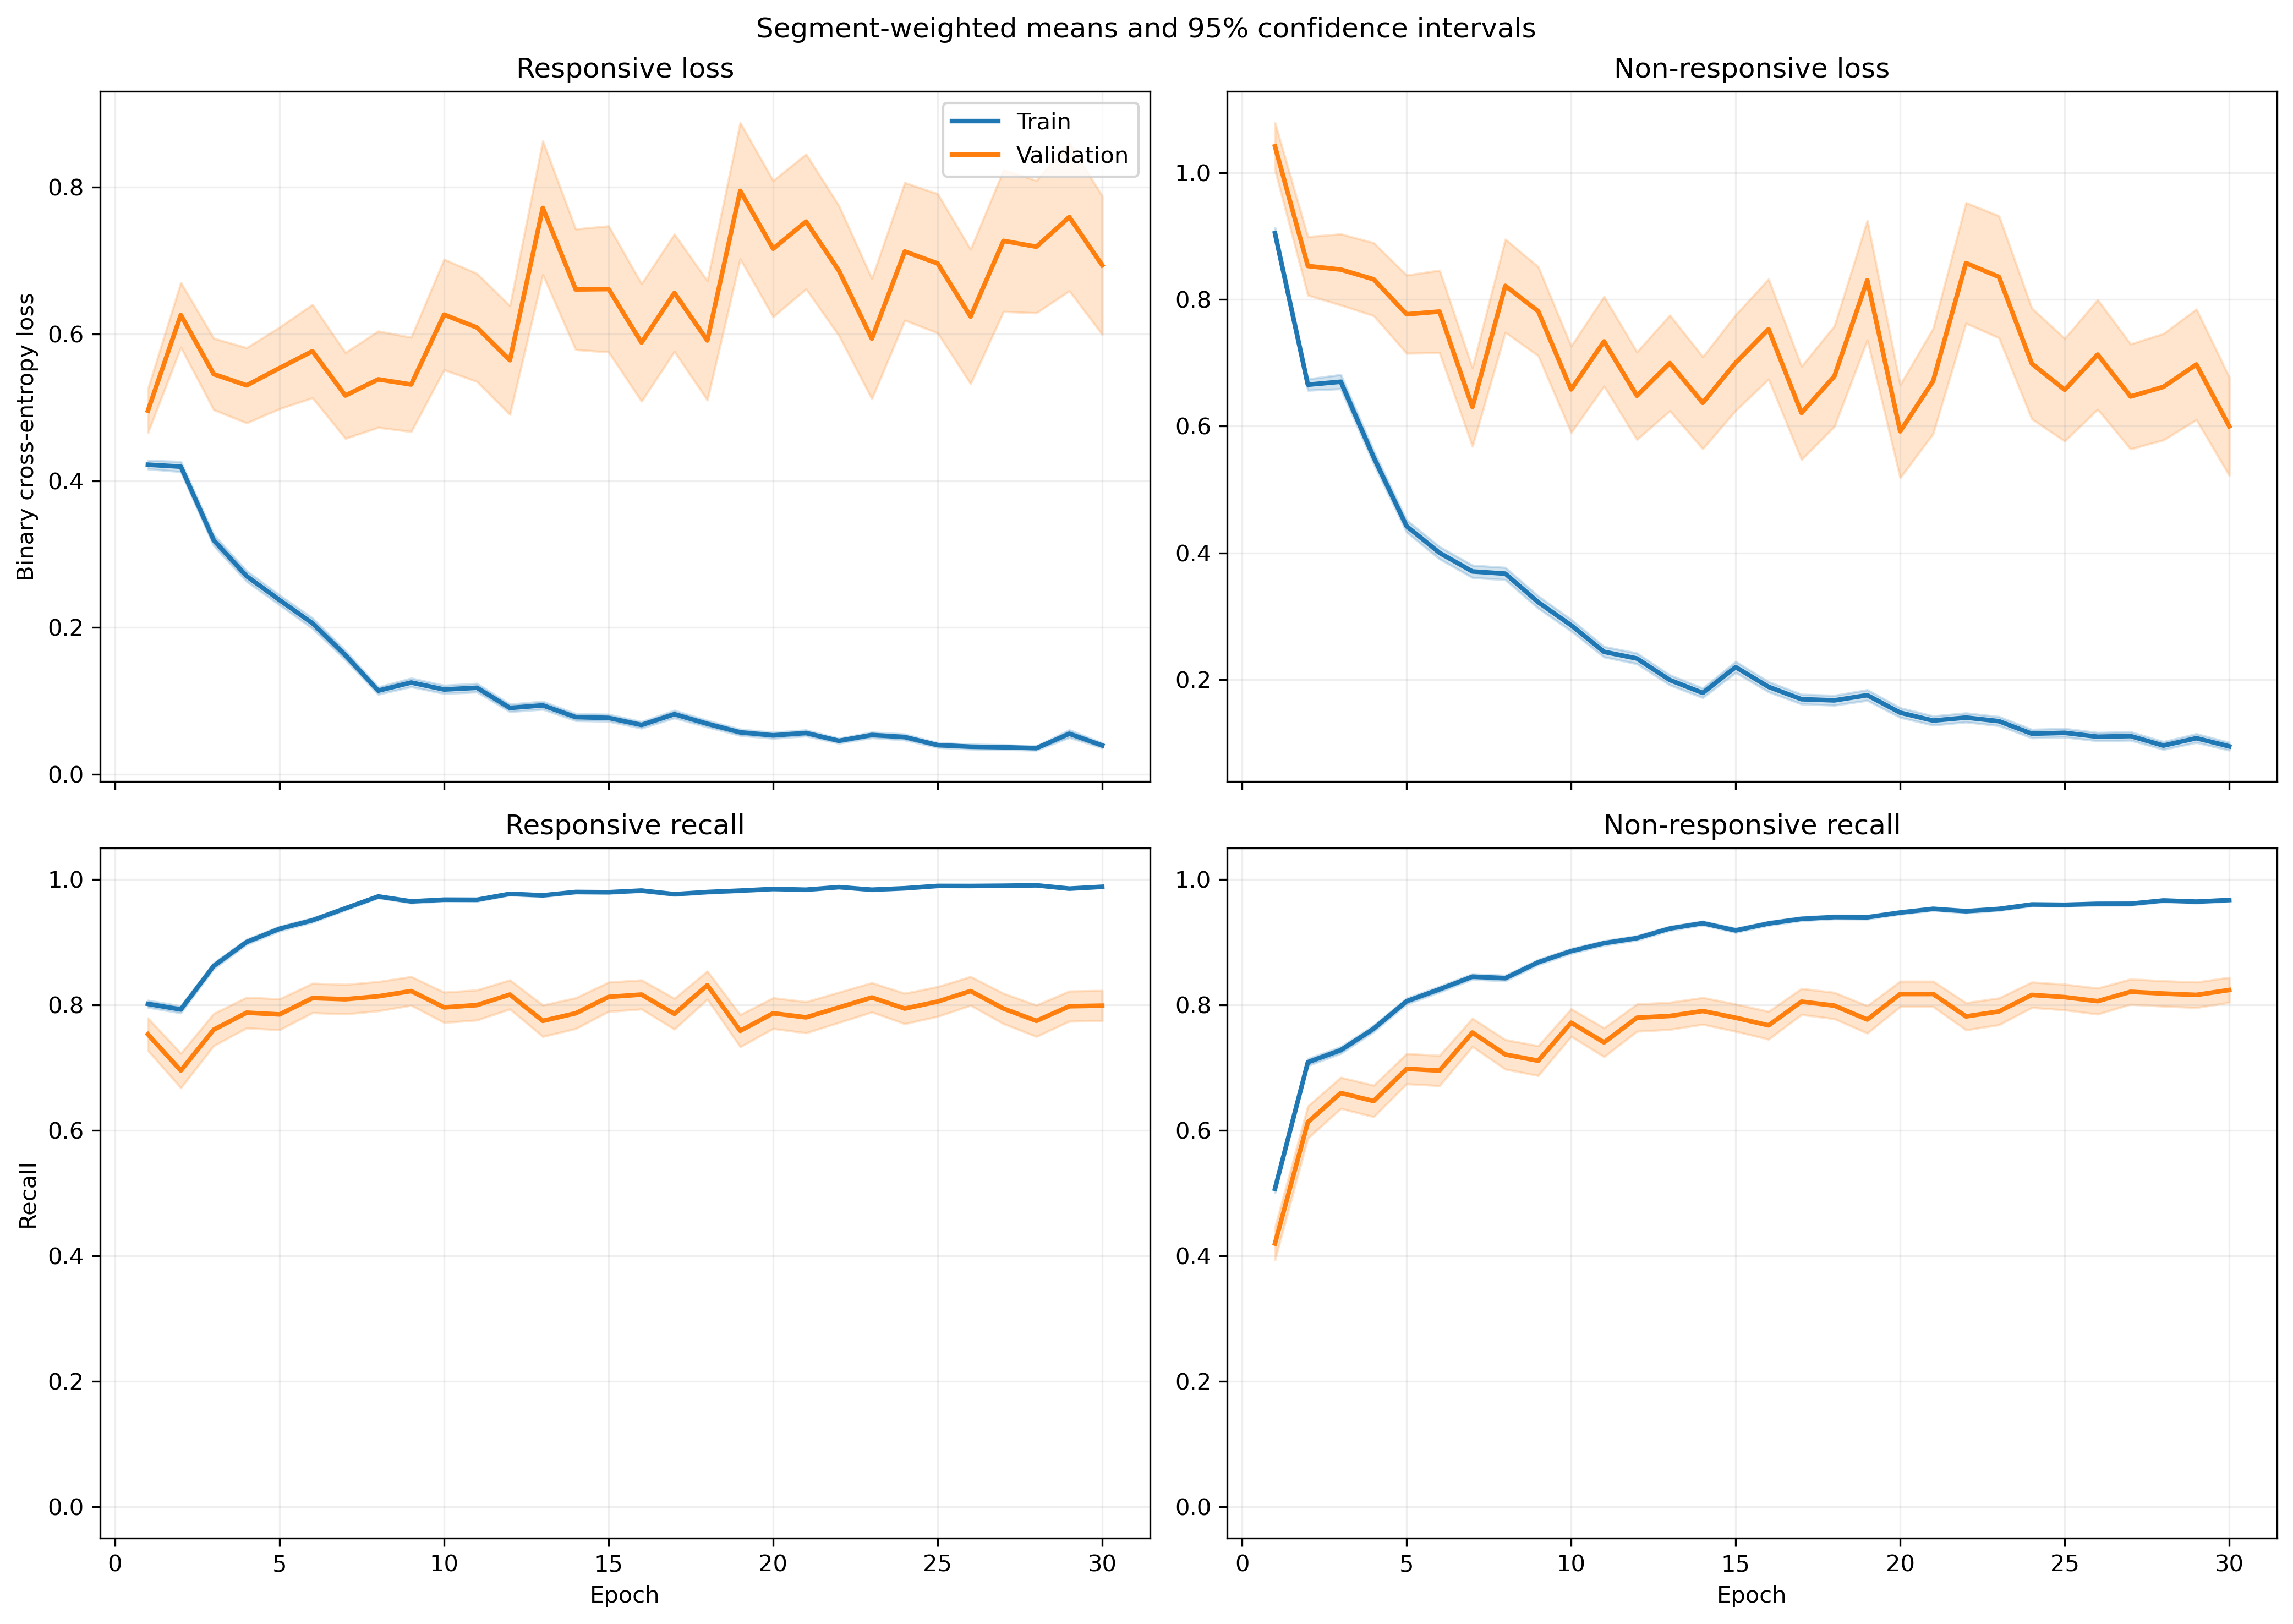 Segment-weighted means and 95% confidence intervals
Responsive loss
Non-responsive loss
Train
Validation
Binary cross-entropy loss
0.8
0.6
0.4
0.2
0.0
1.0
0.8
0.6
0.4
0.2
Responsive recall
Non-responsive recall
Recall
1.0
0.8
0.6
0.4
0.2
0.0
0 5 10 15 20 25 30
Epoch
1.0
0.8
0.6
0.4
0.2
0.0
0 5 10 15 20 25 30
Epoch